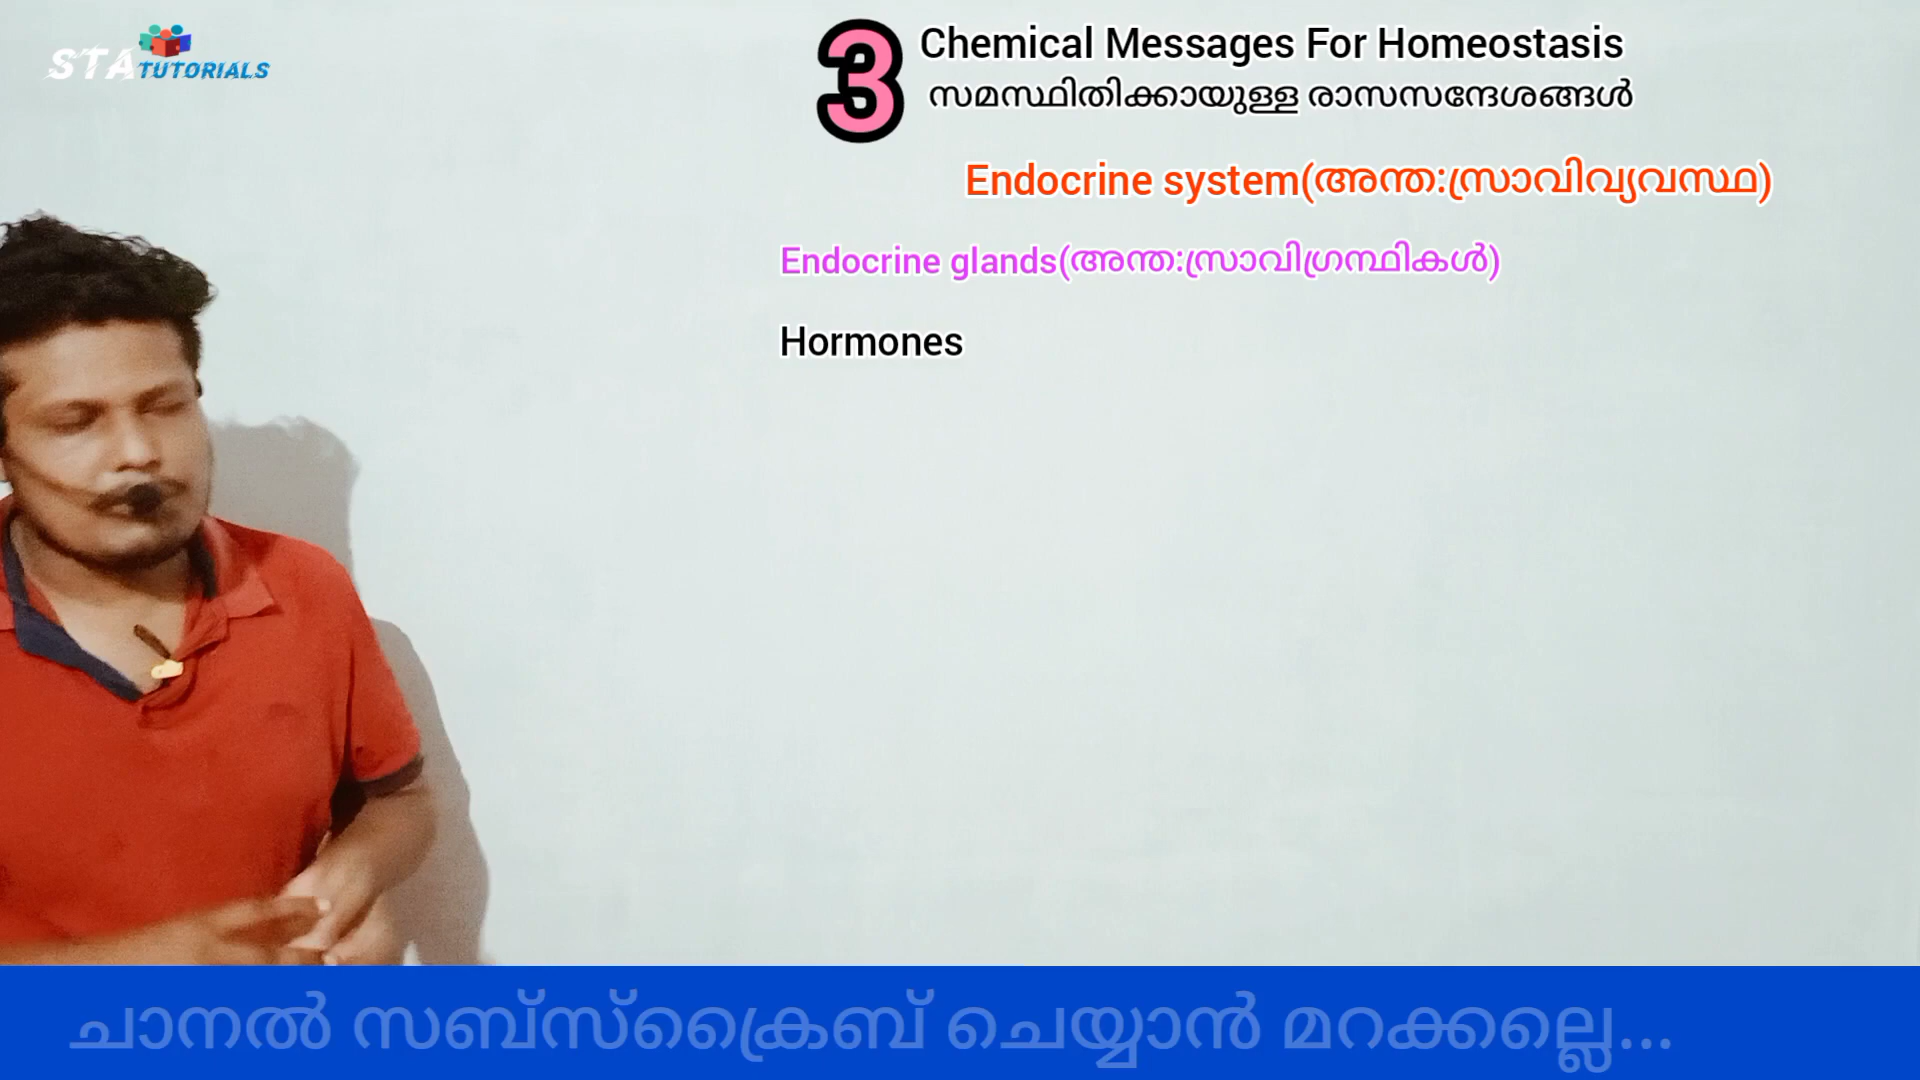 STA TUTORIALS
3
Chemical Messages For Homeostasis
സമസ്ഥിതിക്കായുള്ള രാസസന്ദേശങ്ങൾ
Endocrine system(അന്ത:സ്രാവിവ്യവസ്ഥ)
Endocrine glands(അന്ത:സ്രാവിഗ്രന്ഥികൾ)
Hormones
ചാനൽ സബ്സ്ക്രൈബ് ചെയ്യാൻ മറക്കല്ലെ...